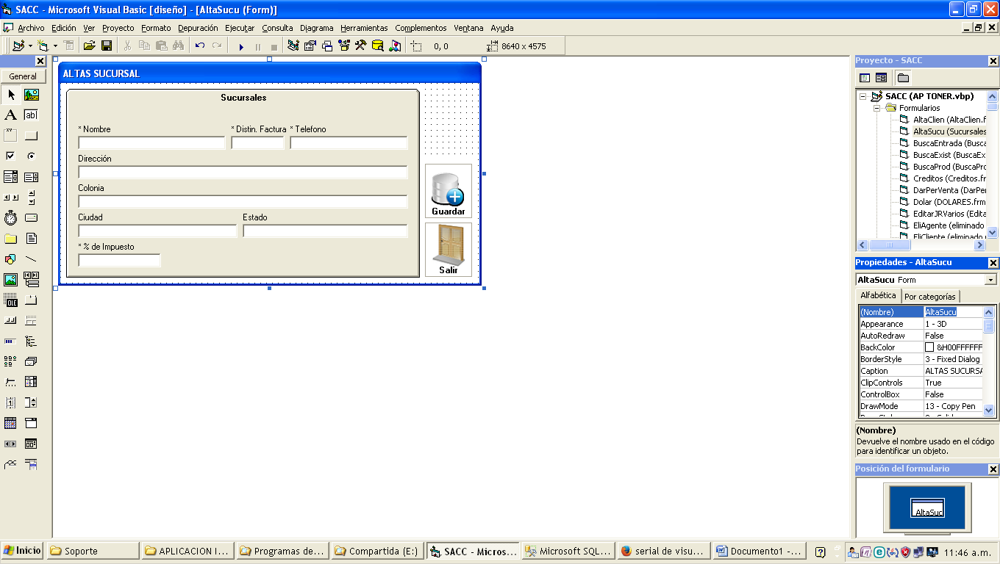 SACC - Microsoft Visual Basic [diseño] - [AltaSucu (Form)]
Archivo Edición Ver Proyecto Formato Depuración Ejecutar Consulta Diagrama Herramientas Complementos Ventana Ayuda
0, 0 8640 x 4575
General
A ab|
xy
OLE
ALTAS SUCURSAL
Sucursales
* Nombre * Distin. Factura * Telefono
Dirección
Colonia
Ciudad Estado
* % de Impuesto
Guardar
Salir
Proyecto - SACC
SACC (AP TONER.vbp)
Formularios
AltaClien (AltaClien.f
AltaSucu (Sucursales
BuscaEntrada (Busca
BuscaExist (BuscaEx
BuscaProd (BuscaPro
Creditos (Creditos.fr
DarPerVenta (DarPer
Dolar (DOLARES.frm
EditarJRVarios (Edita
EliAgente (eliminado
EliCliente (eliminado
Propiedades - AltaSucu
AltaSucu Form
Alfabética Por categorías
(Nombre) AltaSucu
Appearance 1 - 3D
AutoRedraw False
BackColor &H00FFFFFF
BorderStyle 3 - Fixed Dialog
Caption ALTAS SUCURSA
ClipControls True
ControlBox False
DrawMode 13 - Copy Pen
(Nombre)
Devuelve el nombre usado en el código
para identificar un objeto.
Posición del formulario
AltaSuc
Inicio Soporte APLICACION I... Programas de... Compartida (E:) SACC - Micros... Microsoft SQL... serial de visu... Documento1 - ... 11:46 a.m.